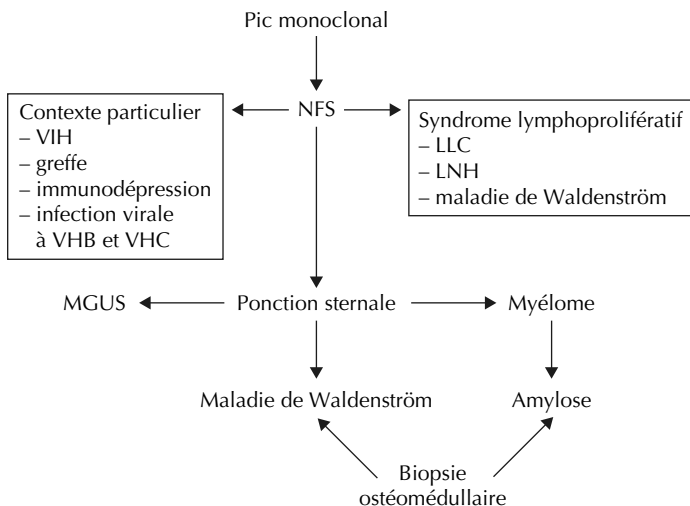 Pic monoclonal
NFS
Contexte particulier
– VIH
– greffe
– immunodépression
– infection virale
à VHB et VHC
Syndrome lymphoprolifératif
– LLC
– LNH
– maladie de Waldenström
MGUS
Ponction sternale
Myélome
Maladie de Waldenström
Amylose
Biopsie
ostéomédullaire